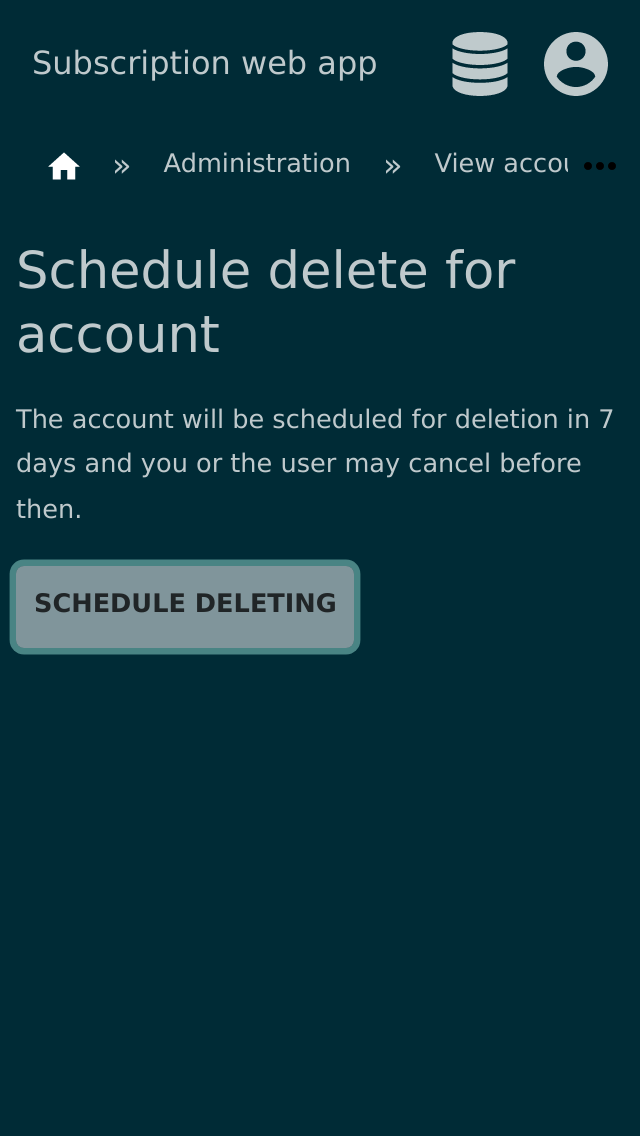 Subscription web app
» Administration » View accou
Schedule delete for
account
The account will be scheduled for deletion in 7
days and you or the user may cancel before
then.
SCHEDULE DELETING